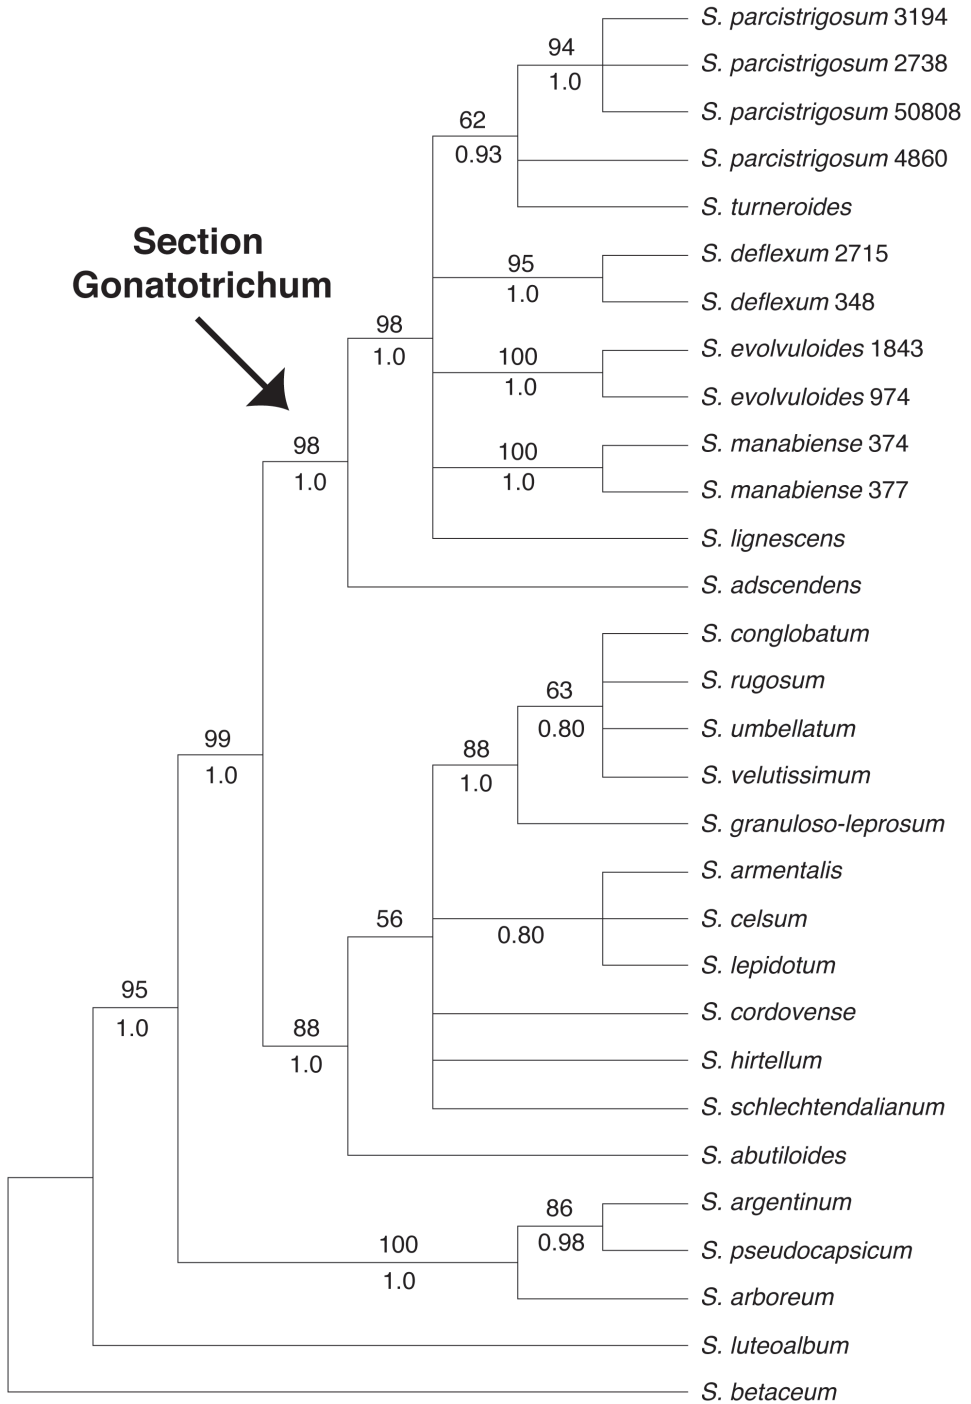 S. parcistrigosum 3194
94
S. parcistrigosum 2738
1.0
S. parcistrigosum 50808
62
0.93
S. parcistrigosum 4860
S. turneroides
Section
Gonatotrichum
S. deflexum 2715
95
1.0
S. deflexum 348
98
1.0
S. evolvuloides 1843
100
1.0
S. evolvuloides 974
98
1.0
S. manabiense 374
100
1.0
S. manabiense 377
S. lignescens
S. adscendens
S. conglobatum
S. rugosum
63
0.80
S. umbellatum
99
1.0
88
1.0
S. velutissimum
S. granuloso-leprosum
S. armentalis
56
S. celsum
0.80
S. lepidotum
95
1.0
S. cordovense
88
1.0
S. hirtellum
S. schlechtendalianum
S. abutiloides
S. argentinum
86
0.98
S. pseudocapsicum
100
1.0
S. arboreum
S. luteoalbum
S. betaceum